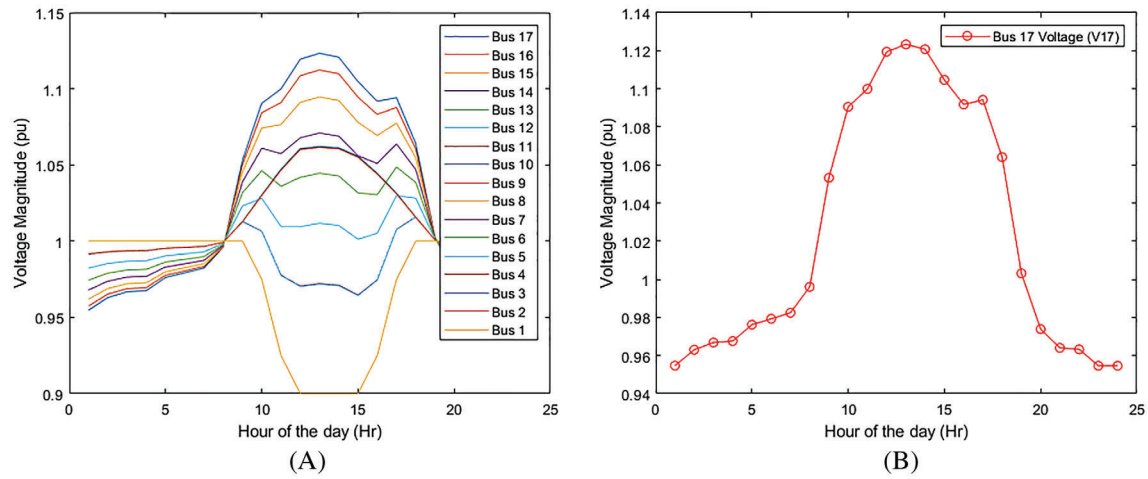 1.15
1.1
1.05
1
0.95
0.9
Voltage Magnitude (pu)
0
5
10
15
20
25
Hour of the day (Hr)
Bus 17
Bus 16
Bus 15
Bus 14
Bus 13
Bus 12
Bus 11
Bus 10
Bus 9
Bus 8
Bus 7
Bus 6
Bus 5
Bus 4
Bus 3
Bus 2
Bus 1
(A)
1.14
1.12
1.1
1.08
1.06
1.04
1.02
1
0.98
0.96
0.94
Voltage Magnitude (pu)
0
5
10
15
20
25
Hour of the day (Hr)
Bus 17 Voltage (V17)
(B)